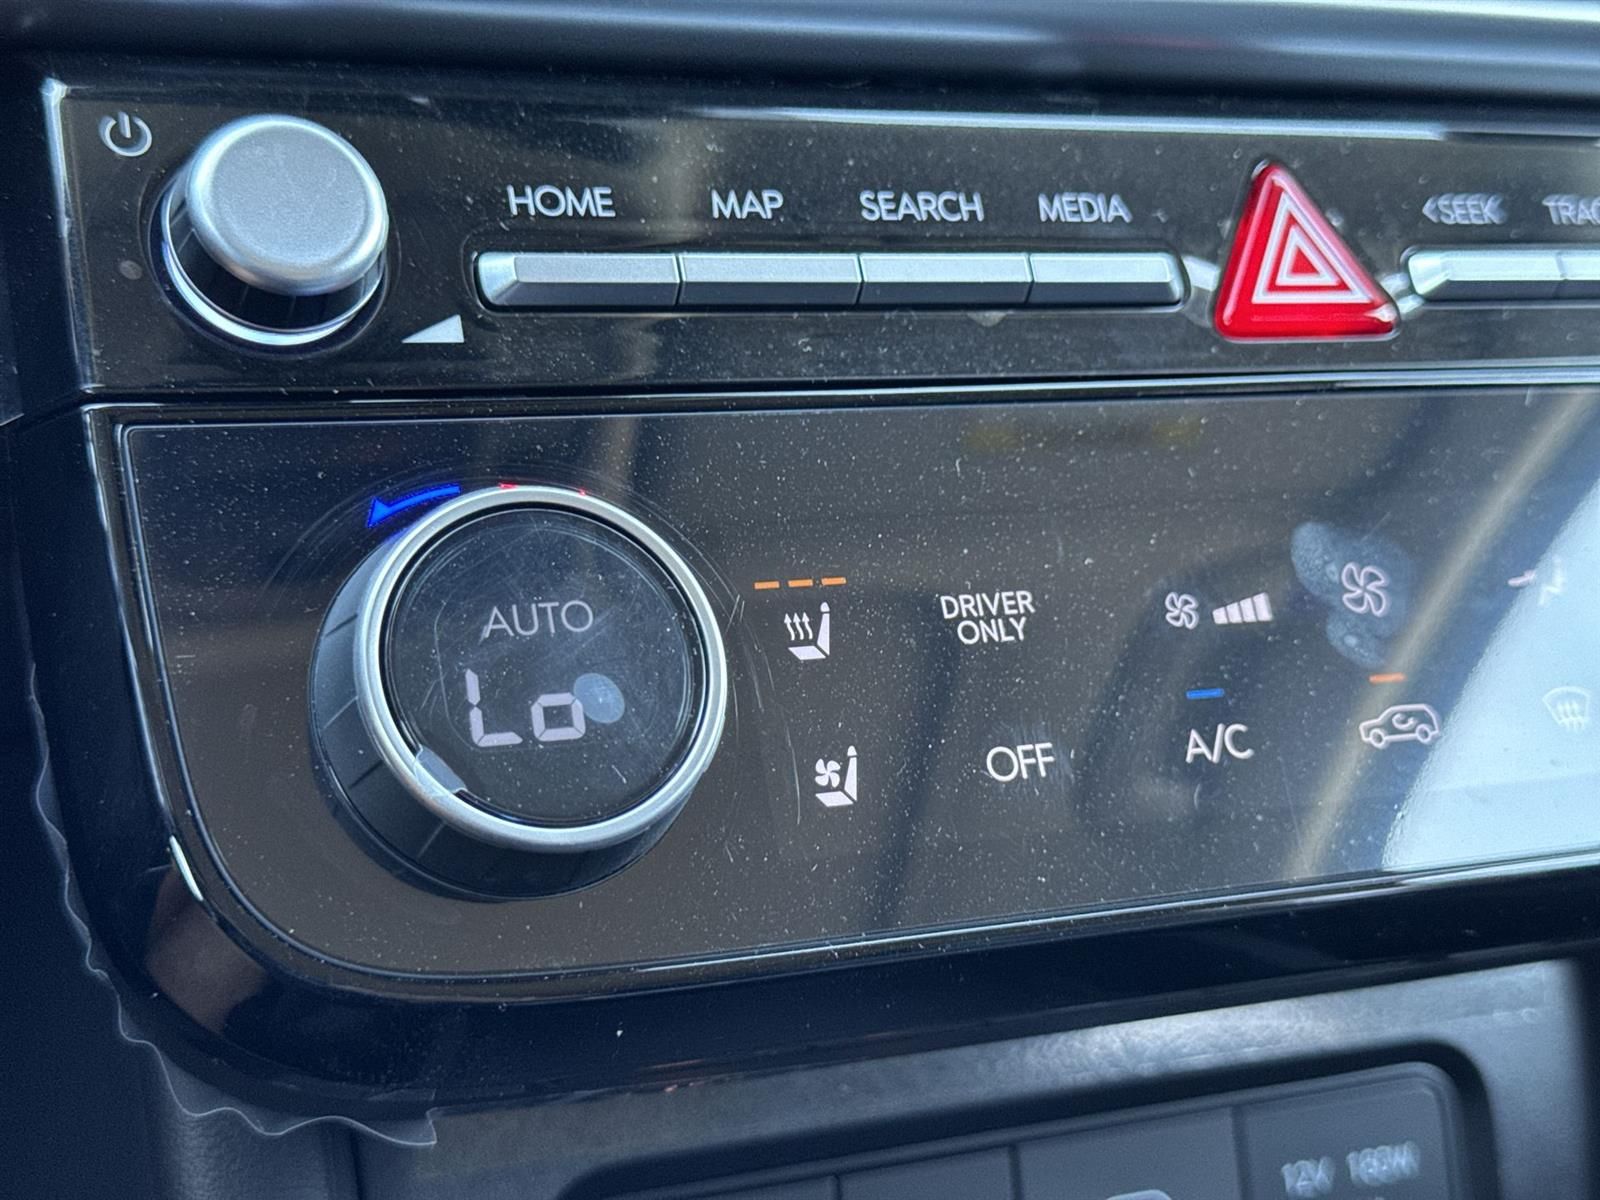 HOME MAP SEARCH MEDIA <SEEK
AUTO
Lo
DRIVER
ONLY
OFF
A/C
12V